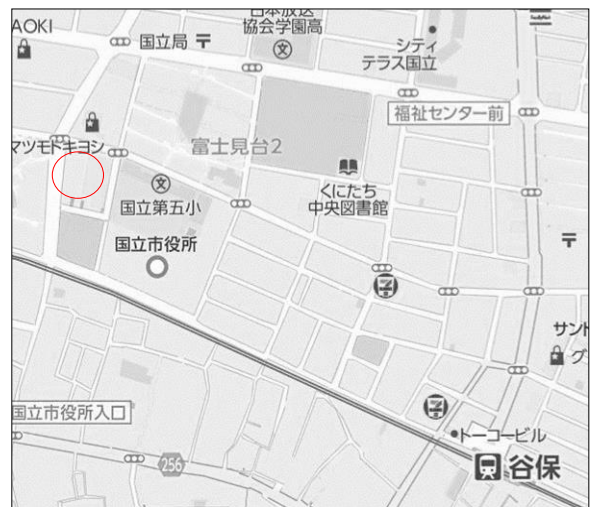 日本放送
協会学園高
AOKI
国立局
シティ
テラス国立
福祉センター前
マツモトキヨシ
富士見台2
国立第五小
くにたち
中央図書館
国立市役所
サント
グ
国立市役所入口
256
トーコービル
谷保